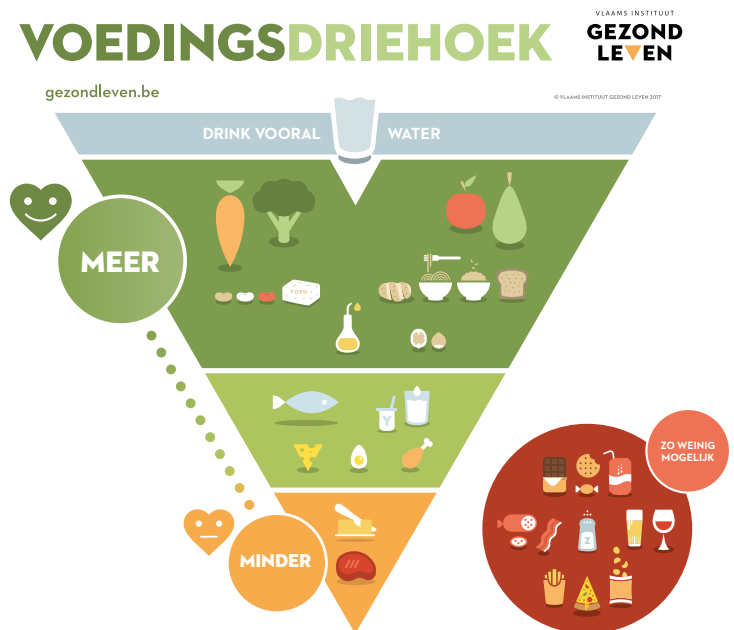 VOEDINGSDRIEHOEK
VLAAMS INSTITUUT
GEZOND
LEVEN
gezondleven.be
© VLAAMS INSTITUUT GEZOND LEVEN 2017
DRINK VOORAL WATER
MEER
TOFU
Y
ZO WEINIG
MOGELIJK
Z
MINDER